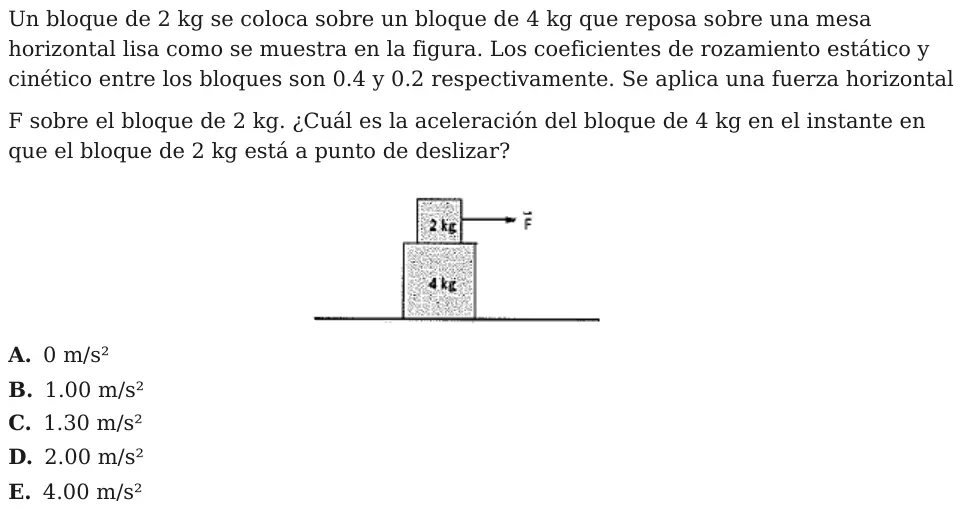 Un bloque de 2 kg se coloca sobre un bloque de 4 kg que reposa sobre una mesa
horizontal lisa como se muestra en la figura. Los coeficientes de rozamiento estático y
cinético entre los bloques son 0.4 y 0.2 respectivamente. Se aplica una fuerza horizontal
F sobre el bloque de 2 kg. ¿Cuál es la aceleración del bloque de 4 kg en el instante en
que el bloque de 2 kg está a punto de deslizar?
2 kg
F
4 kg
A. 0 m/s²
B. 1.00 m/s²
C. 1.30 m/s²
D. 2.00 m/s²
E. 4.00 m/s²